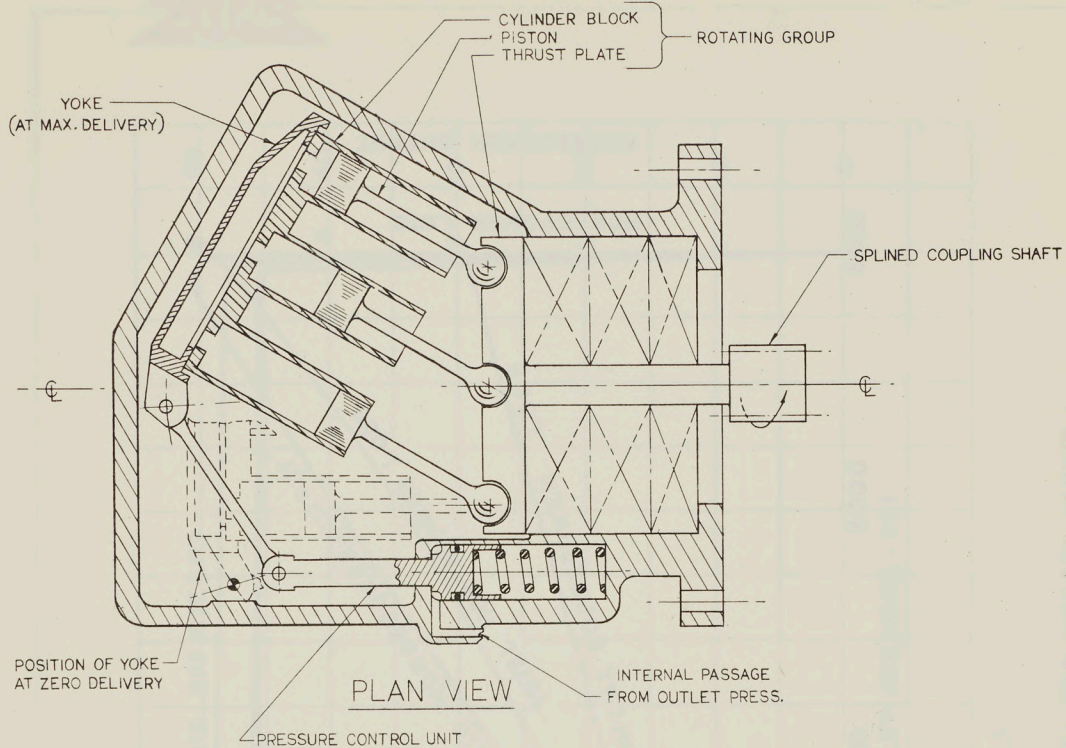 CYLINDER BLOCK
PISTON
THRUST PLATE
ROTATING GROUP
YOKE
(AT MAX. DELIVERY)
SPLINED COUPLING SHAFT
℄
℄
POSITION OF YOKE
AT ZERO DELIVERY
PLAN VIEW
INTERNAL PASSAGE
FROM OUTLET PRESS.
PRESSURE CONTROL UNIT